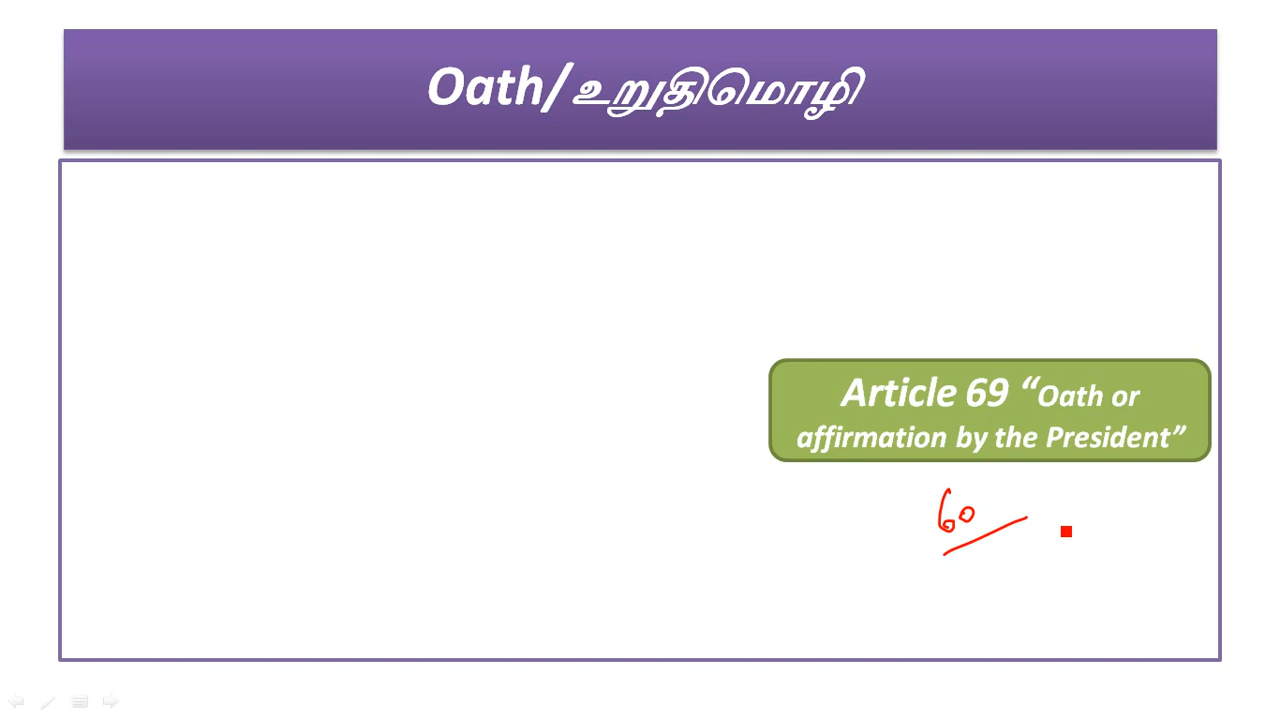 Oath/உறுதிமொழி
Article 69 “Oath or
affirmation by the President”
60